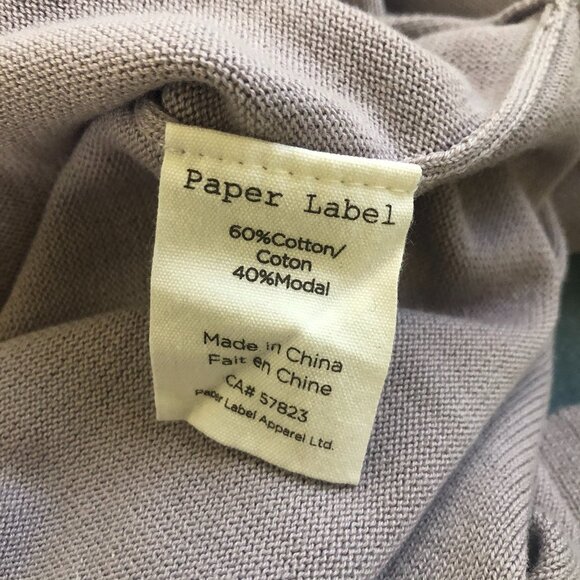 Paper Label
60%Cotton/
Coton
40%Modal
Made in China
Fait en Chine
CA# 57823
Paper Label Apparel Ltd.